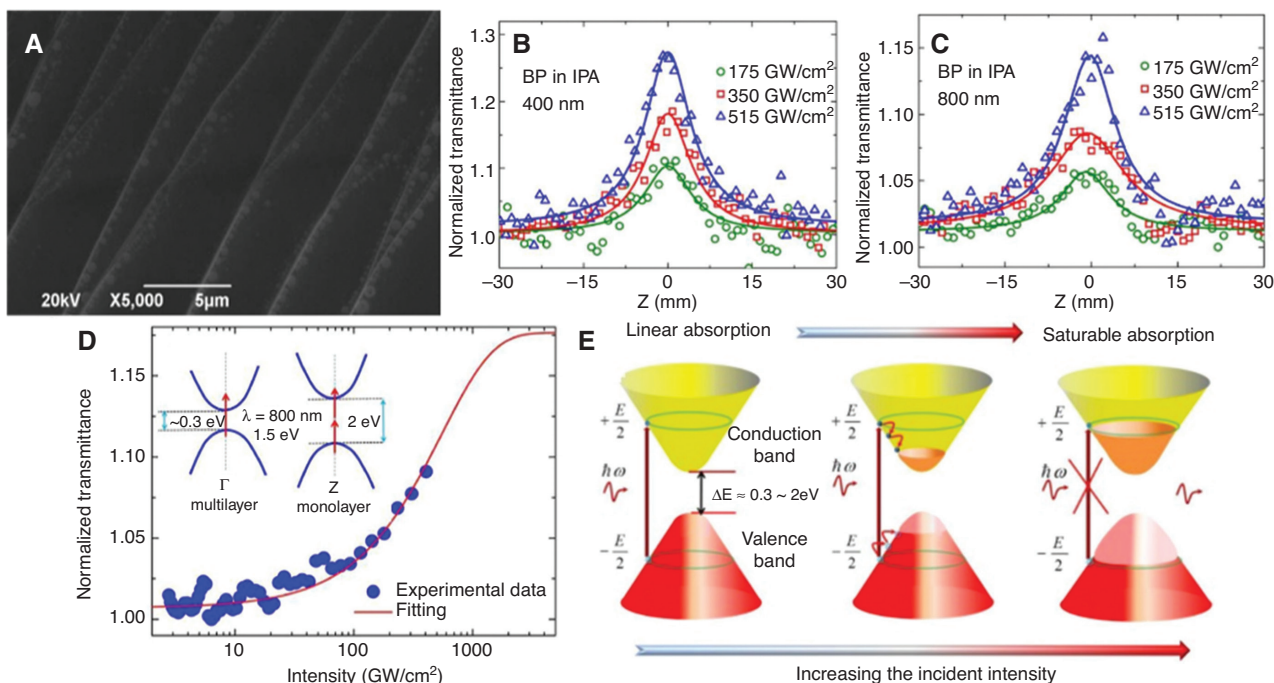 A
20kV X5,000 5μm
B
BP in IPA
400 nm
175 GW/cm²
350 GW/cm²
515 GW/cm²
Normalized transmittance
1.3
1.2
1.1
1.0
–30 –15 0 15 30
Z (mm)
C
BP in IPA
800 nm
175 GW/cm²
350 GW/cm²
515 GW/cm²
Normalized transmittance
1.15
1.10
1.05
1.00
–30 –15 0 15 30
Z (mm)
D
Normalized transmittance
1.15
1.10
1.05
1.00
~0.3 eV
λ = 800 nm
1.5 eV
2 eV
Γ
multilayer
Z
monolayer
Experimental data
Fitting
10 100 1000
Intensity (GW/cm²)
E
Linear absorption
Saturable absorption
+E/2
ħω
–E/2
Conduction
band
ΔE ≈ 0.3 ~ 2eV
Valence
band
+E/2
ħω
–E/2
+E/2
ħω
–E/2
Increasing the incident intensity